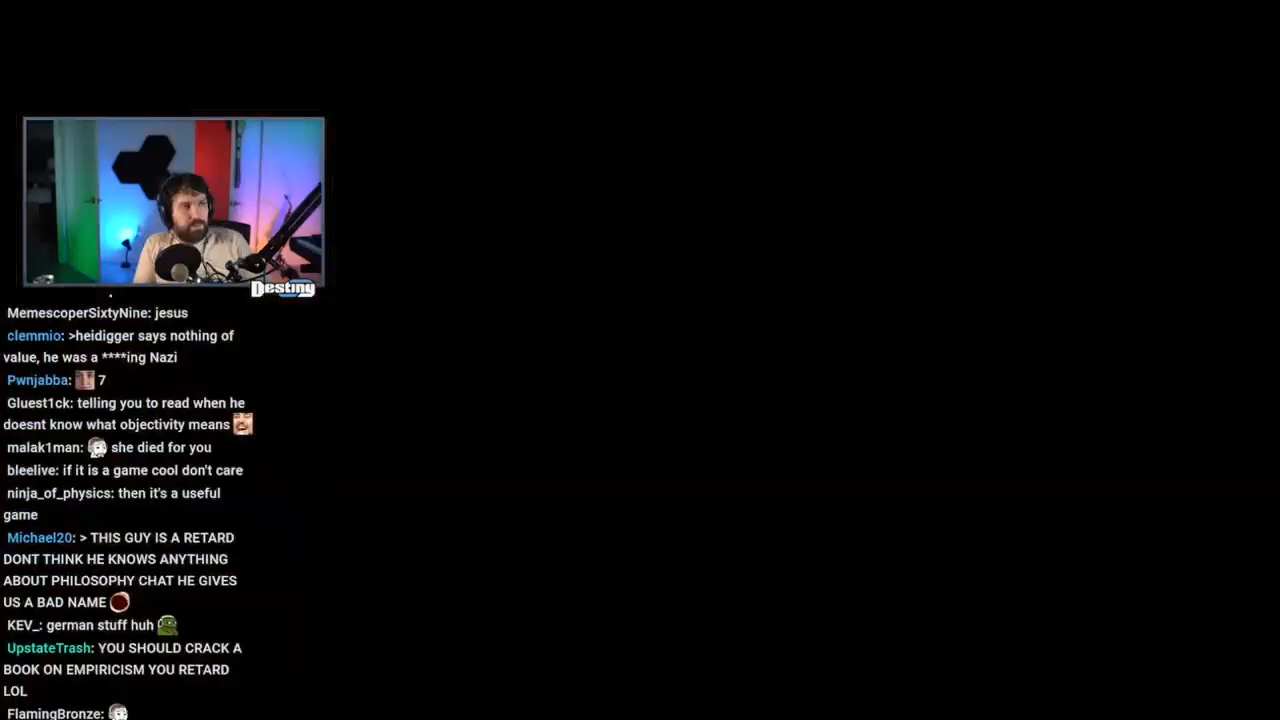 Destiny
MemescoperSixtyNine: jesus
clemmio: >heidigger says nothing of
value, he was a ****ing Nazi
Pwnjabba: 7
Gluest1ck: telling you to read when he
doesnt know what objectivity means
malak1man: she died for you
bleelive: if it is a game cool don't care
ninja_of_physics: then it's a useful
game
Michael20: > THIS GUY IS A RETARD
DONT THINK HE KNOWS ANYTHING
ABOUT PHILOSOPHY CHAT HE GIVES
US A BAD NAME
KEV_: german stuff huh
UpstateTrash: YOU SHOULD CRACK A
BOOK ON EMPIRICISM YOU RETARD
LOL
FlamingBronze: